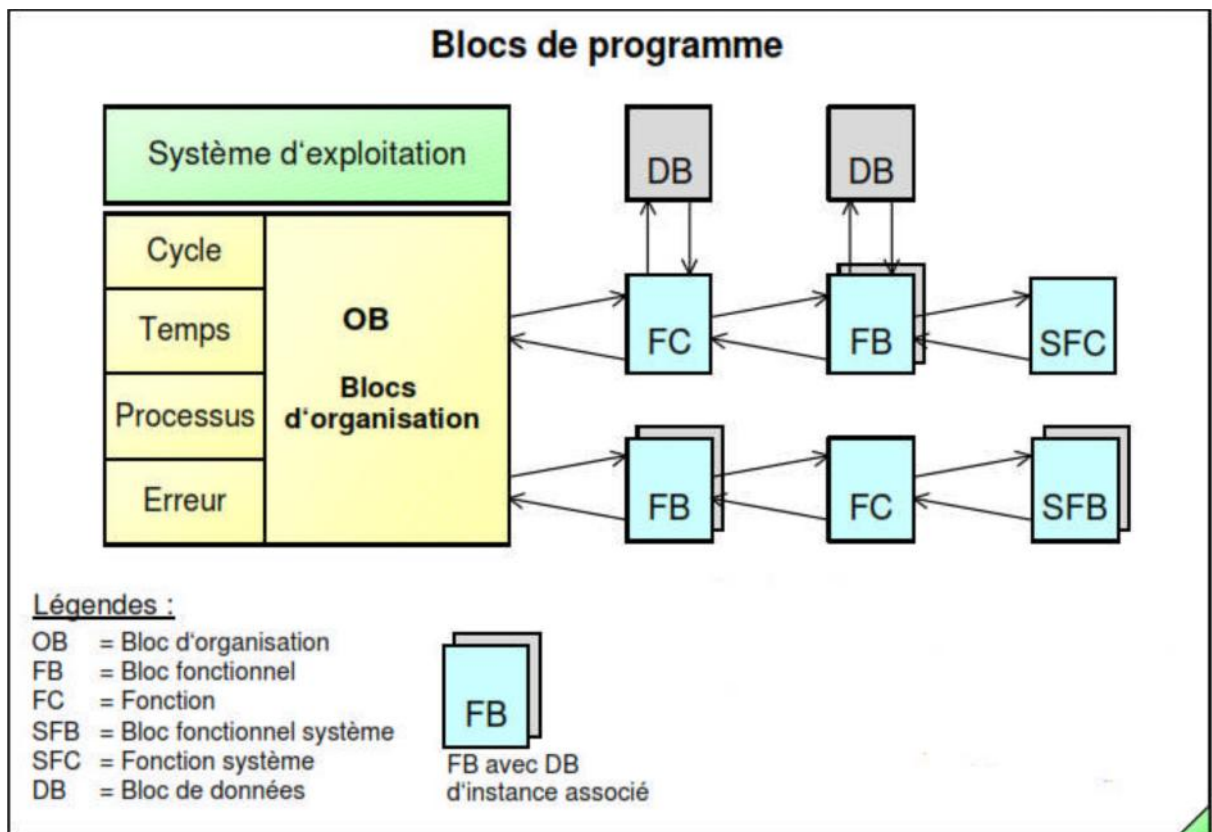 Blocs de programme
Système d‘exploitation
DB
DB
Cycle
Temps
Processus
Erreur
OB
Blocs
d‘organisation
FC
FB
SFC
FB
FC
SFB
Légendes :
OB = Bloc d‘organisation
FB = Bloc fonctionnel
FC = Fonction
SFB = Bloc fonctionnel système
SFC = Fonction système
DB = Bloc de données
FB
FB avec DB
d‘instance associé